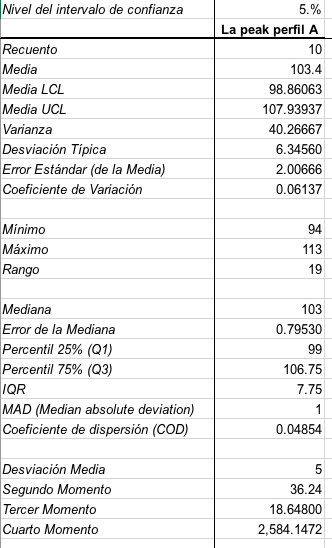 Nivel del intervalo de confianza 5.%
La peak perfil A
Recuento 10
Media 103.4
Media LCL 98.86063
Media UCL 107.93937
Varianza 40.26667
Desviación Típica 6.34560
Error Estándar (de la Media) 2.00666
Coeficiente de Variación 0.06137
Mínimo 94
Máximo 113
Rango 19
Mediana 103
Error de la Mediana 0.79530
Percentil 25% (Q1) 99
Percentil 75% (Q3) 106.75
IQR 7.75
MAD (Median absolute deviation) 1
Coeficiente de dispersión (COD) 0.04854
Desviación Media 5
Segundo Momento 36.24
Tercer Momento 18.64800
Cuarto Momento 2,584.1472